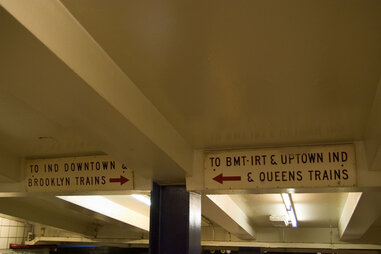 TO IND DOWNTOWN &
BROOKLYN TRAINS
TO BMT-IRT & UPTOWN IND
& QUEENS TRAINS